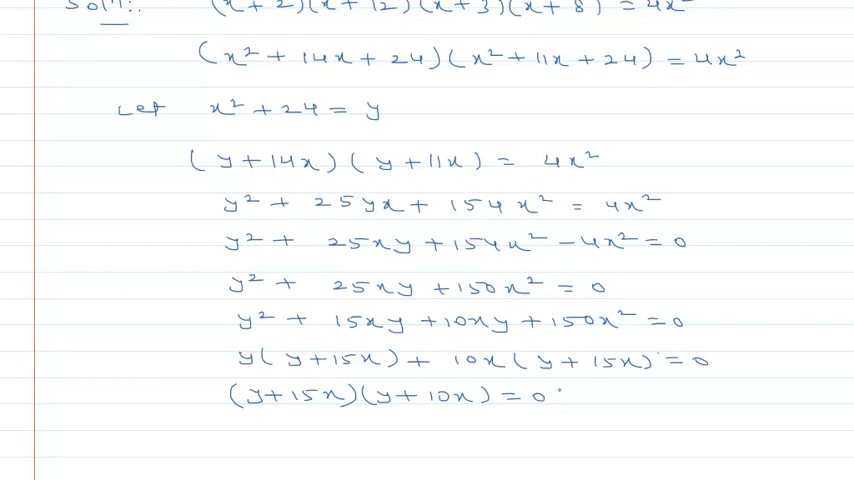 Soln:. (x+2)(x+12)(x+3)(x+8) = 4x²
(x² + 14x + 24)(x² + 11x + 24) = 4x²
Let x² + 24 = y
(y + 14x)(y + 11x) = 4x²
y² + 25yx + 154x² = 4x²
y² + 25xy + 154x² - 4x² = 0
y² + 25xy + 150x² = 0
y² + 15xy + 10xy + 150x² = 0
y(y + 15x) + 10x(y + 15x) = 0
(y + 15x)(y + 10x) = 0